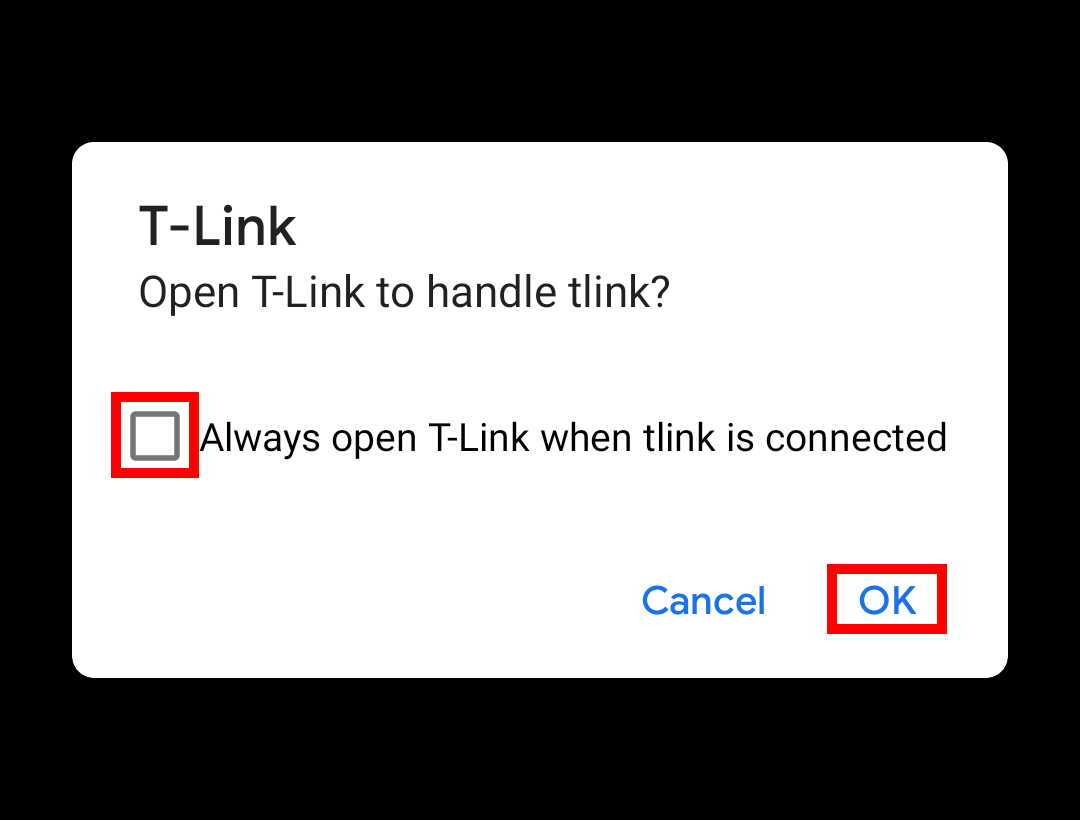 T-Link
Open T-Link to handle tlink?
Always open T-Link when tlink is connected
Cancel
OK